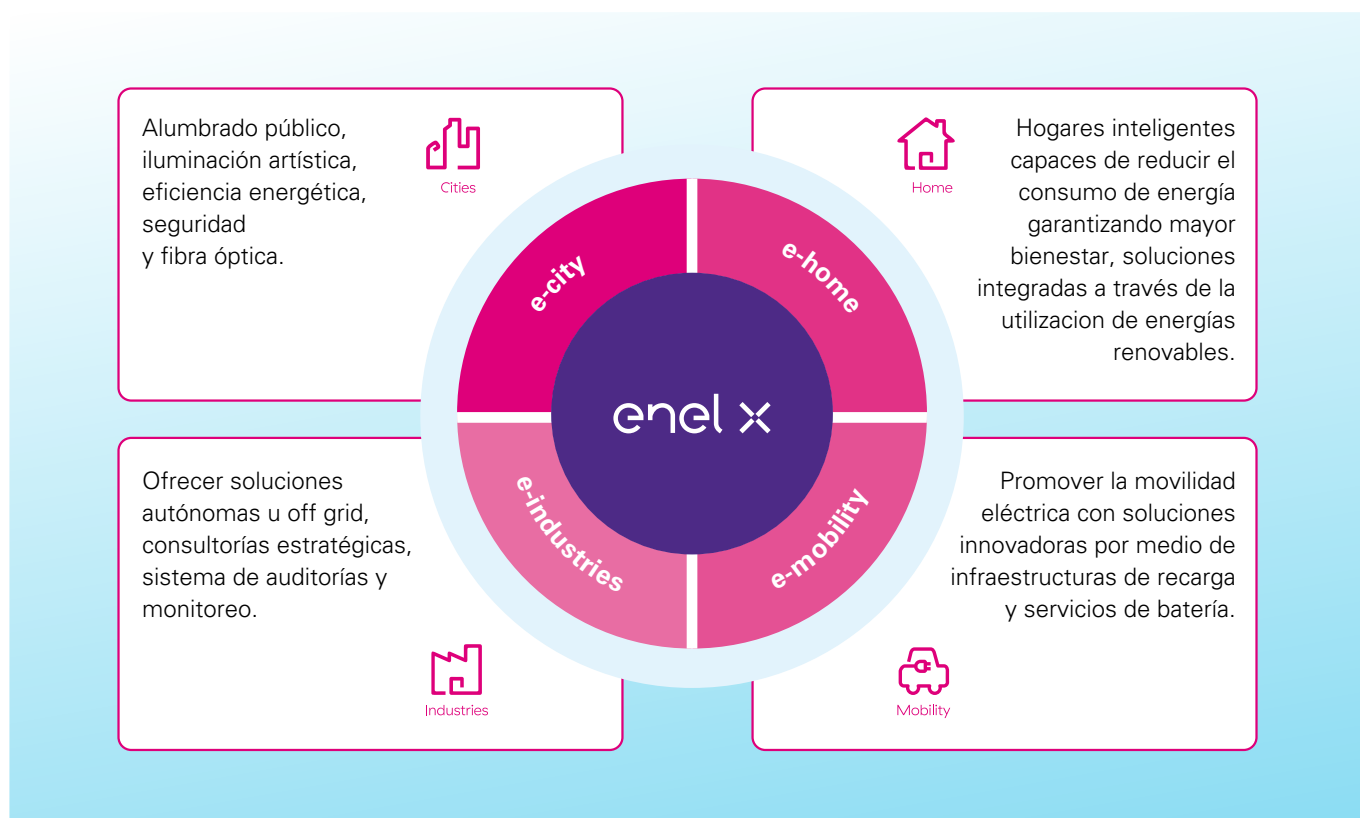 Alumbrado público,
iluminación artística,
eficiencia energética,
seguridad
y fibra óptica.
Cities
Home
Hogares inteligentes
capaces de reducir el
consumo de energía
garantizando mayor
bienestar, soluciones
integradas a través de la
utilizacion de energías
renovables.
e-city
e-home
enel x
e-industries
e-mobility
Ofrecer soluciones
autónomas u off grid,
consultorías estratégicas,
sistema de auditorías y
monitoreo.
Industries
Promover la movilidad
eléctrica con soluciones
innovadoras por medio de
infraestructuras de recarga
y servicios de batería.
Mobility